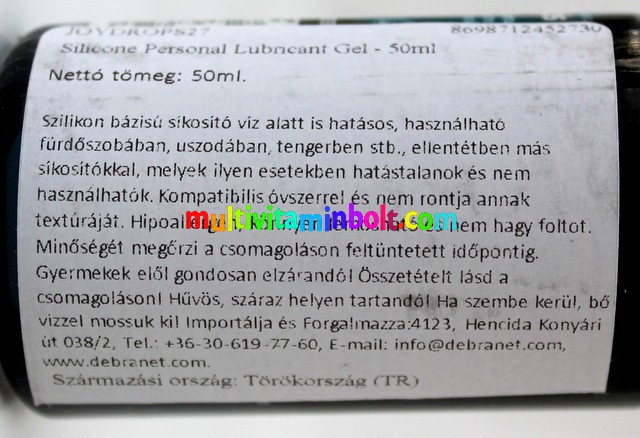 JOYDROPS27 8698712452730
Silicone Personal Lubricant Gel - 50ml
Nettó tömeg: 50ml.
Szilikon bázisú síkosító víz alatt is hatásos, használható
fürdőszobában, uszodában, tengerben stb., ellentétben más
síkosítókkal, melyek ilyen esetekben hatástalanok és nem
használhatók. Kompatibilis óvszerrel és nem rontja annak
textúráját. és nem hagy foltot.
multivitaminbolt.com
Minőségét megőrzi a csomagoláson feltüntetett időpontig.
Gyermekek elől gondosan elzárandó! Összetételt lásd a
csomagoláson! Hűvös, száraz helyen tartandó! Ha szembe kerül, bő
vízzel mossuk ki! Importálja és Forgalmazza:4123, Hencida Konyári
út 038/2, Tel.: +36-30-619-77-60, E-mail: info@debranet.com,
www.debranet.com.
Származási ország: Törökország (TR)